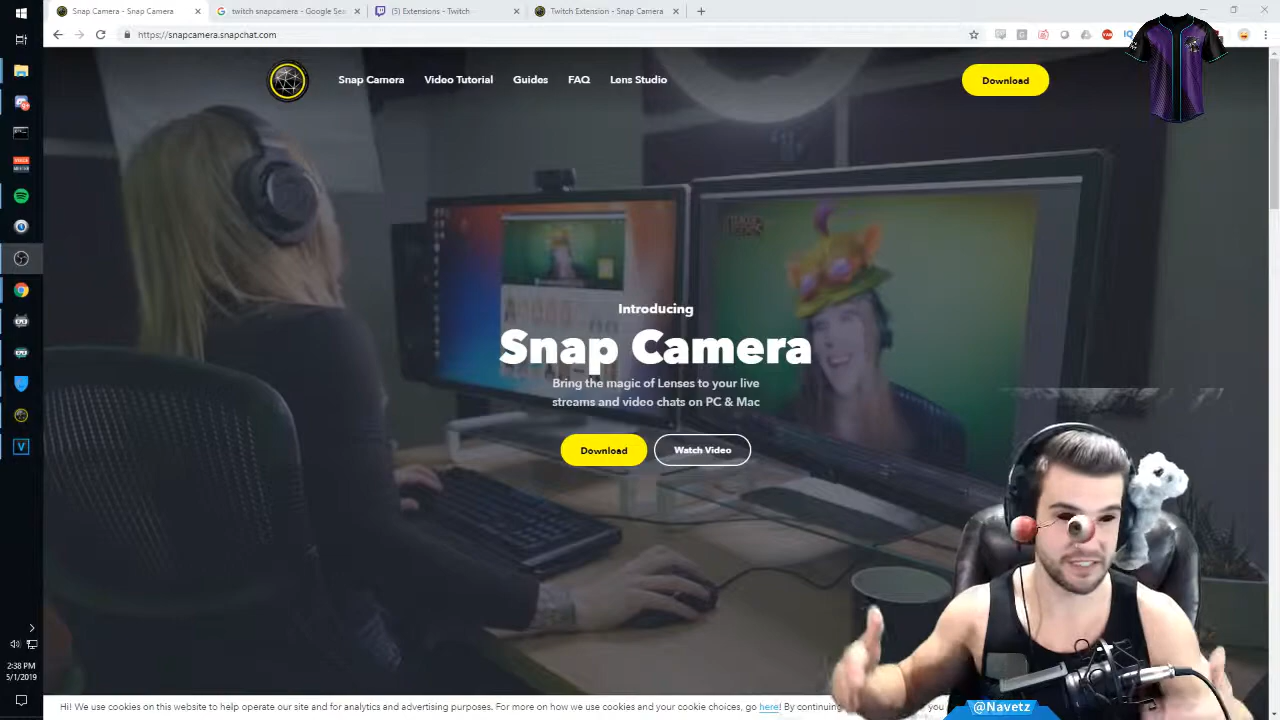 Snap Camera - Snap Camera
twitch snapcamera - Google Sea
(5) Extensions - Twitch
Twitch Extension - Snap Camera
https://snapcamera.snapchat.com
Snap Camera
Video Tutorial
Guides
FAQ
Lens Studio
Download
Introducing
Snap Camera
Bring the magic of Lenses to your live
streams and video chats on PC & Mac
Download
Watch Video
2:38 PM
5/1/2019
Hi! We use cookies on this website to help operate our site and for analytics and advertising purposes. For more on how we use cookies and your cookie choices, go here! By continuing
@Navetz